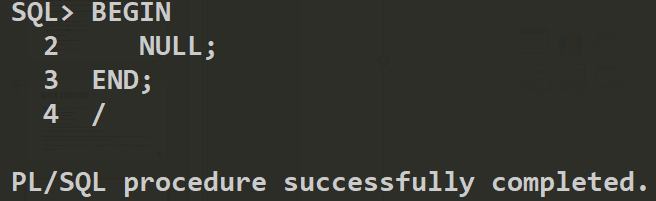 SQL> BEGIN
  2     NULL;
  3  END;
  4  /
PL/SQL procedure successfully completed.